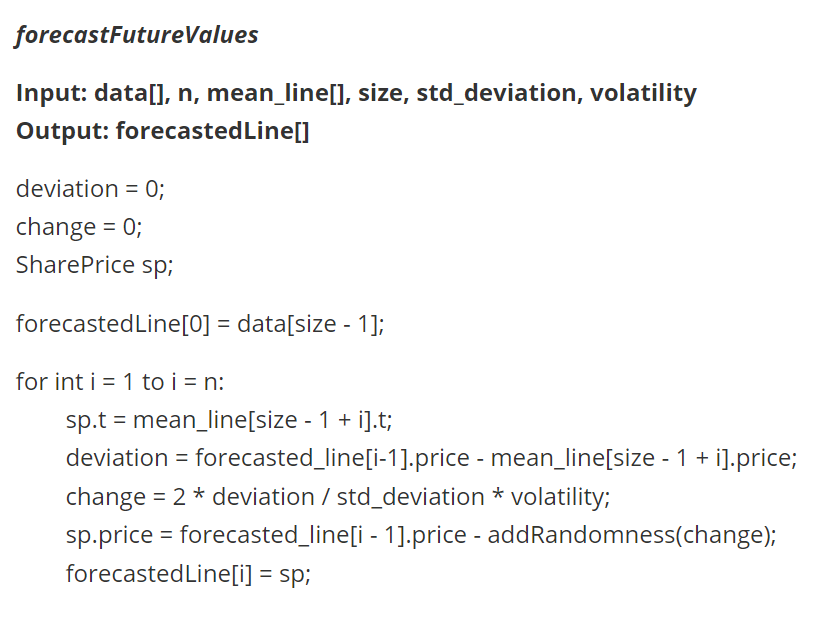 forecastFutureValues
Input: data[], n, mean_line[], size, std_deviation, volatility
Output: forecastedLine[]
deviation = 0;
change = 0;
SharePrice sp;
forecastedLine[0] = data[size - 1];
for int i = 1 to i = n:
sp.t = mean_line[size - 1 + i].t;
deviation = forecasted_line[i-1].price - mean_line[size - 1 + i].price;
change = 2 * deviation / std_deviation * volatility;
sp.price = forecasted_line[i - 1].price - addRandomness(change);
forecastedLine[i] = sp;